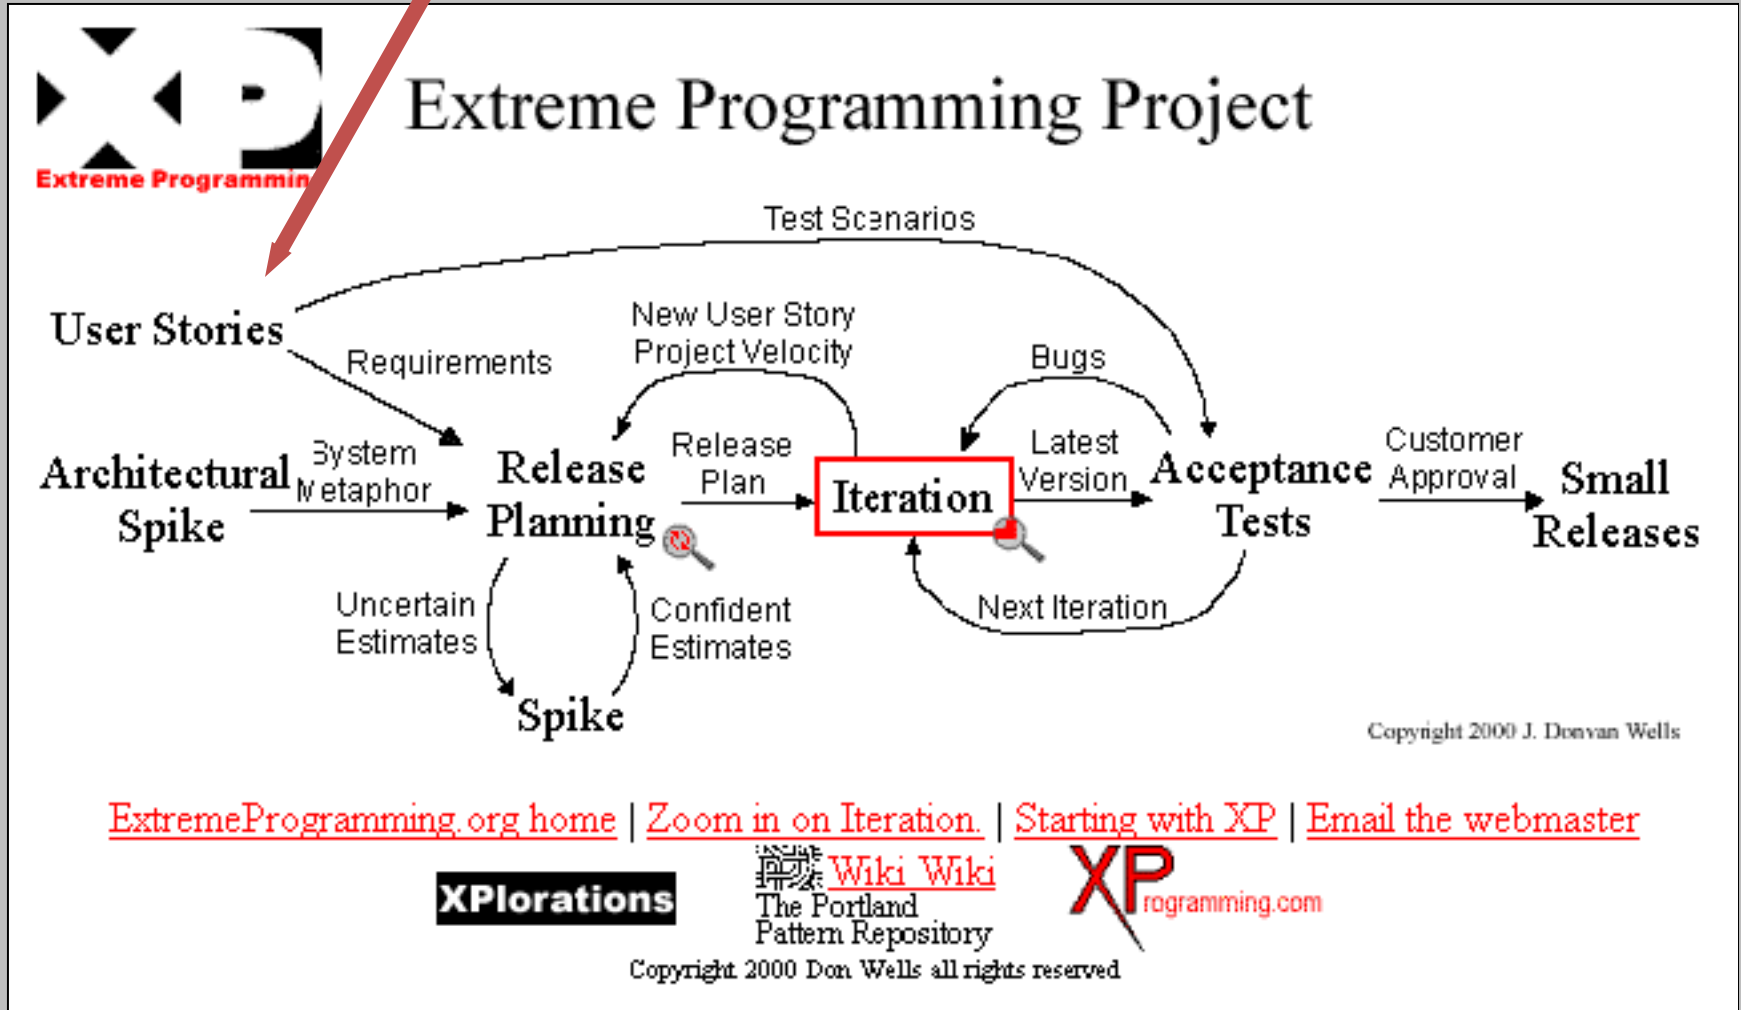 XP
Extreme Programmin
Extreme Programming Project
Test Scenarios
User Stories
Requirements
New User Story
Project Velocity
Bugs
Architectural
Spike
System
Metaphor
Release
Planning
Release
Plan
Iteration
Latest
Version
Acceptance
Tests
Customer
Approval
Small
Releases
Uncertain
Estimates
Confident
Estimates
Next Iteration
Spike
Copyright 2000 J. Donvan Wells
ExtremeProgramming.org home | Zoom in on Iteration. | Starting with XP | Email the webmaster
XPlorations
Wiki Wiki
The Portland
Pattern Repository
XProgramming.com
Copyright 2000 Don Wells all rights reserved